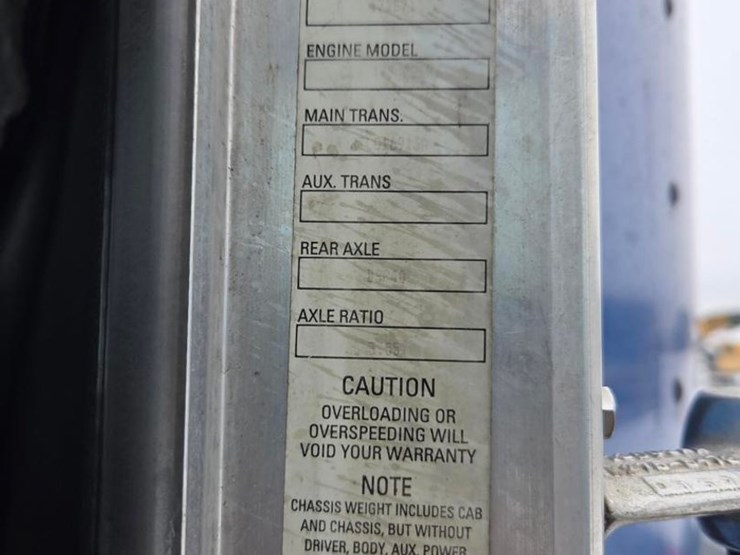 ENGINE MODEL
MAIN TRANS.
AUX. TRANS
REAR AXLE
AXLE RATIO
CAUTION
OVERLOADING OR
OVERSPEEDING WILL
VOID YOUR WARRANTY
NOTE
CHASSIS WEIGHT INCLUDES CAB
AND CHASSIS, BUT WITHOUT
DRIVER, BODY, AUX. POWER